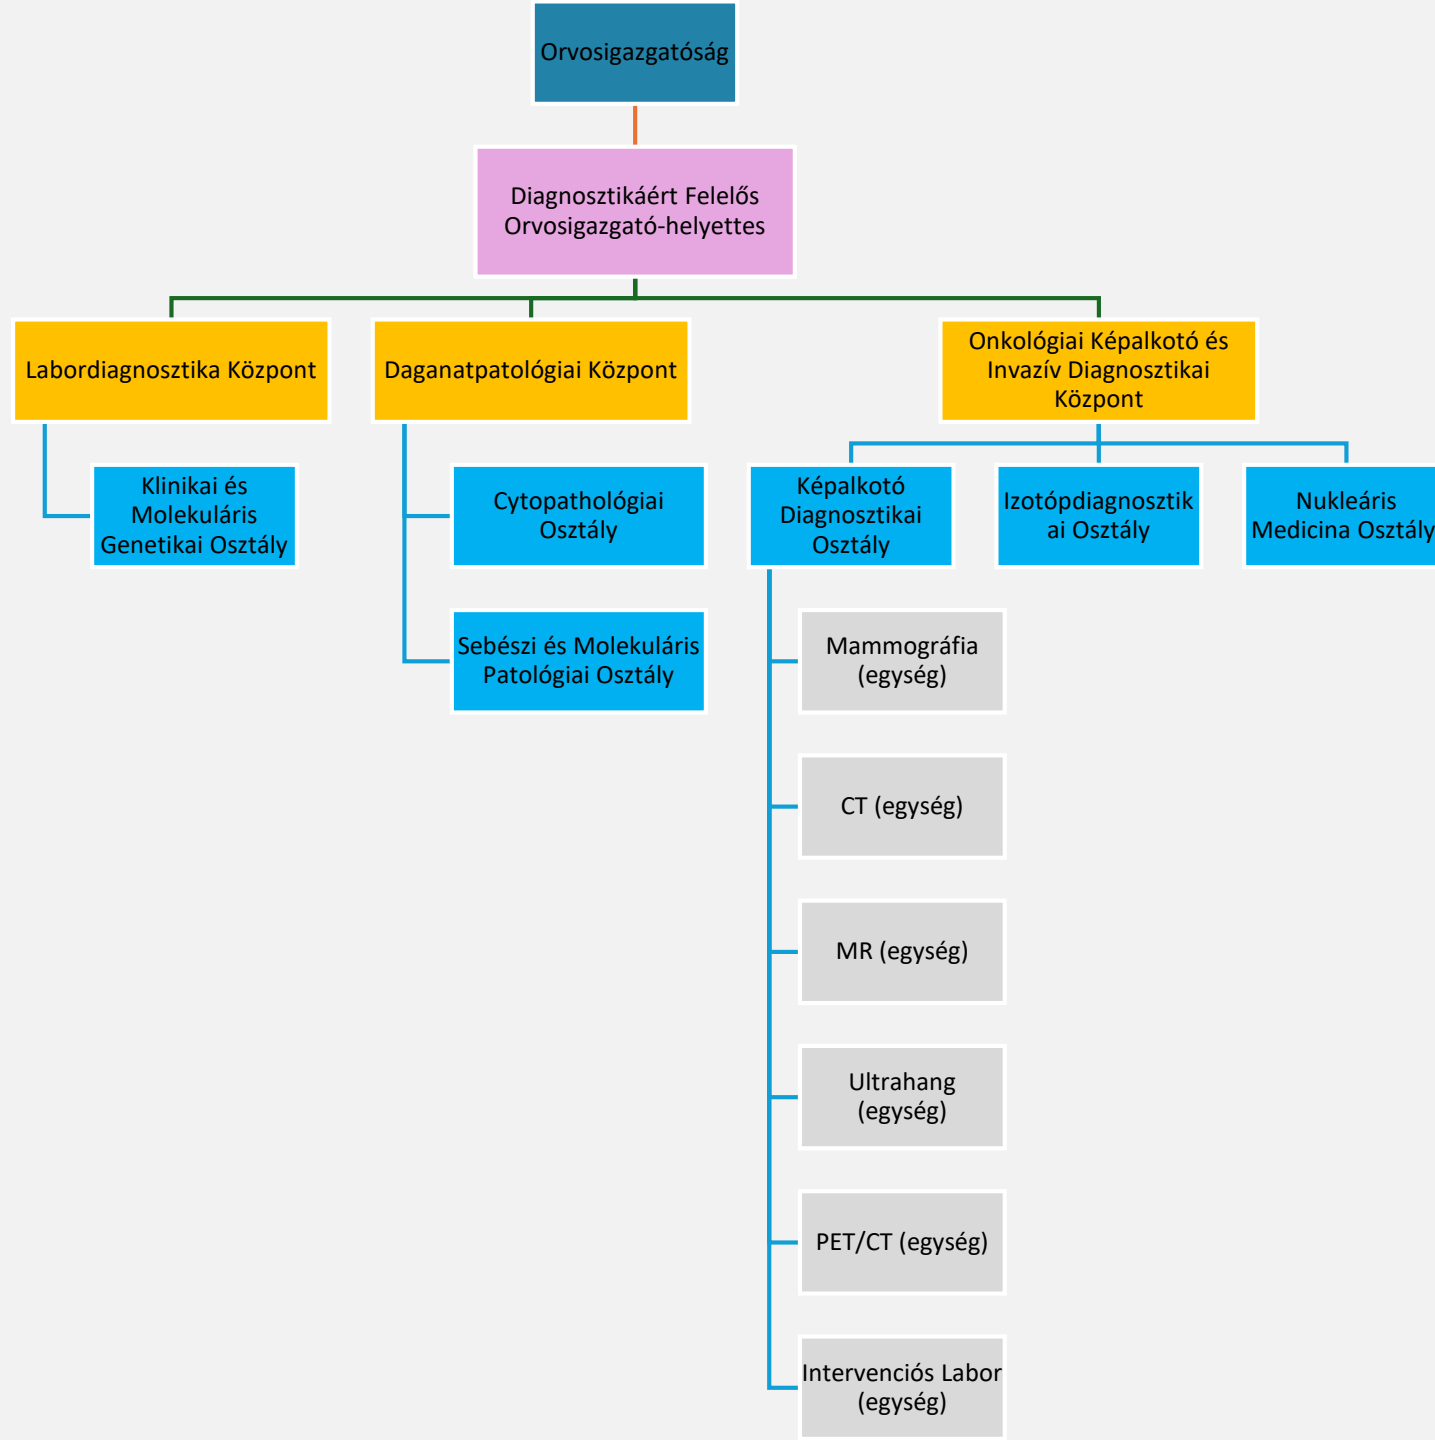 Orvosigazgatóság
Diagnosztikáért Felelős
Orvosigazgató-helyettes
Labordiagnosztika Központ
Daganatpatológiai Központ
Onkológiai Képalkotó és
Invazív Diagnosztikai
Központ
Klinikai és
Molekuláris
Genetikai Osztály
Cytopathológiai
Osztály
Sebészi és Molekuláris
Patológiai Osztály
Képalkotó
Diagnosztikai
Osztály
Izotópdiagnosztik
ai Osztály
Nukleáris
Medicina Osztály
Mammográfia
(egység)
CT (egység)
MR (egység)
Ultrahang
(egység)
PET/CT (egység)
Intervenciós Labor
(egység)